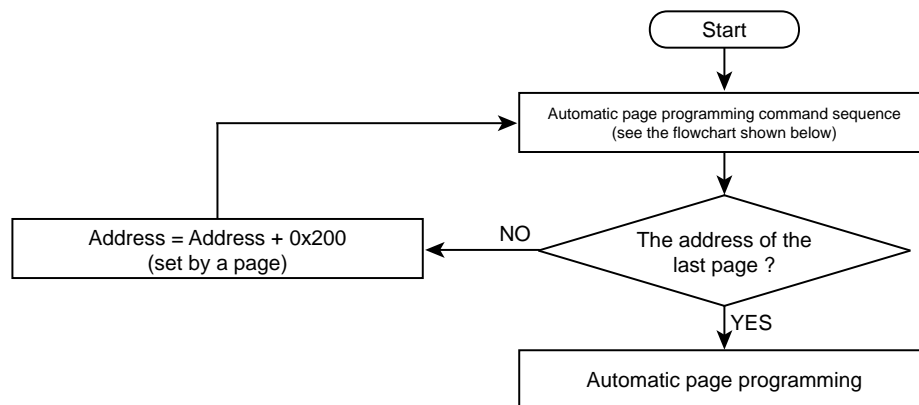 Start
Automatic page programming command sequence
(see the flowchart shown below)
Address = Address + 0x200
(set by a page)
NO
The address of the
last page ?
YES
Automatic page programming